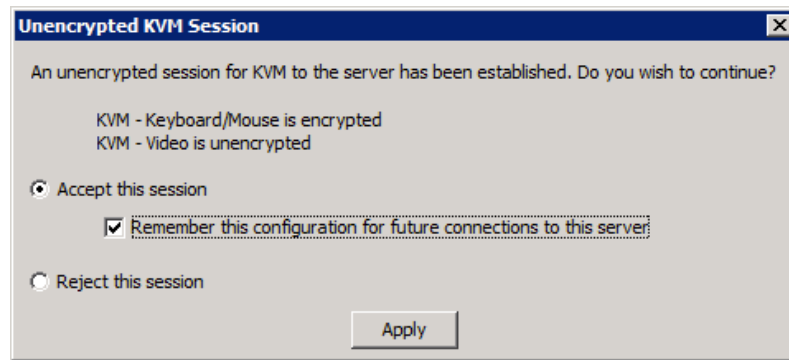 Unencrypted KVM Session
An unencrypted session for KVM to the server has been established. Do you wish to continue?
KVM - Keyboard/Mouse is encrypted
KVM - Video is unencrypted
Accept this session
Remember this configuration for future connections to this server
Reject this session
Apply